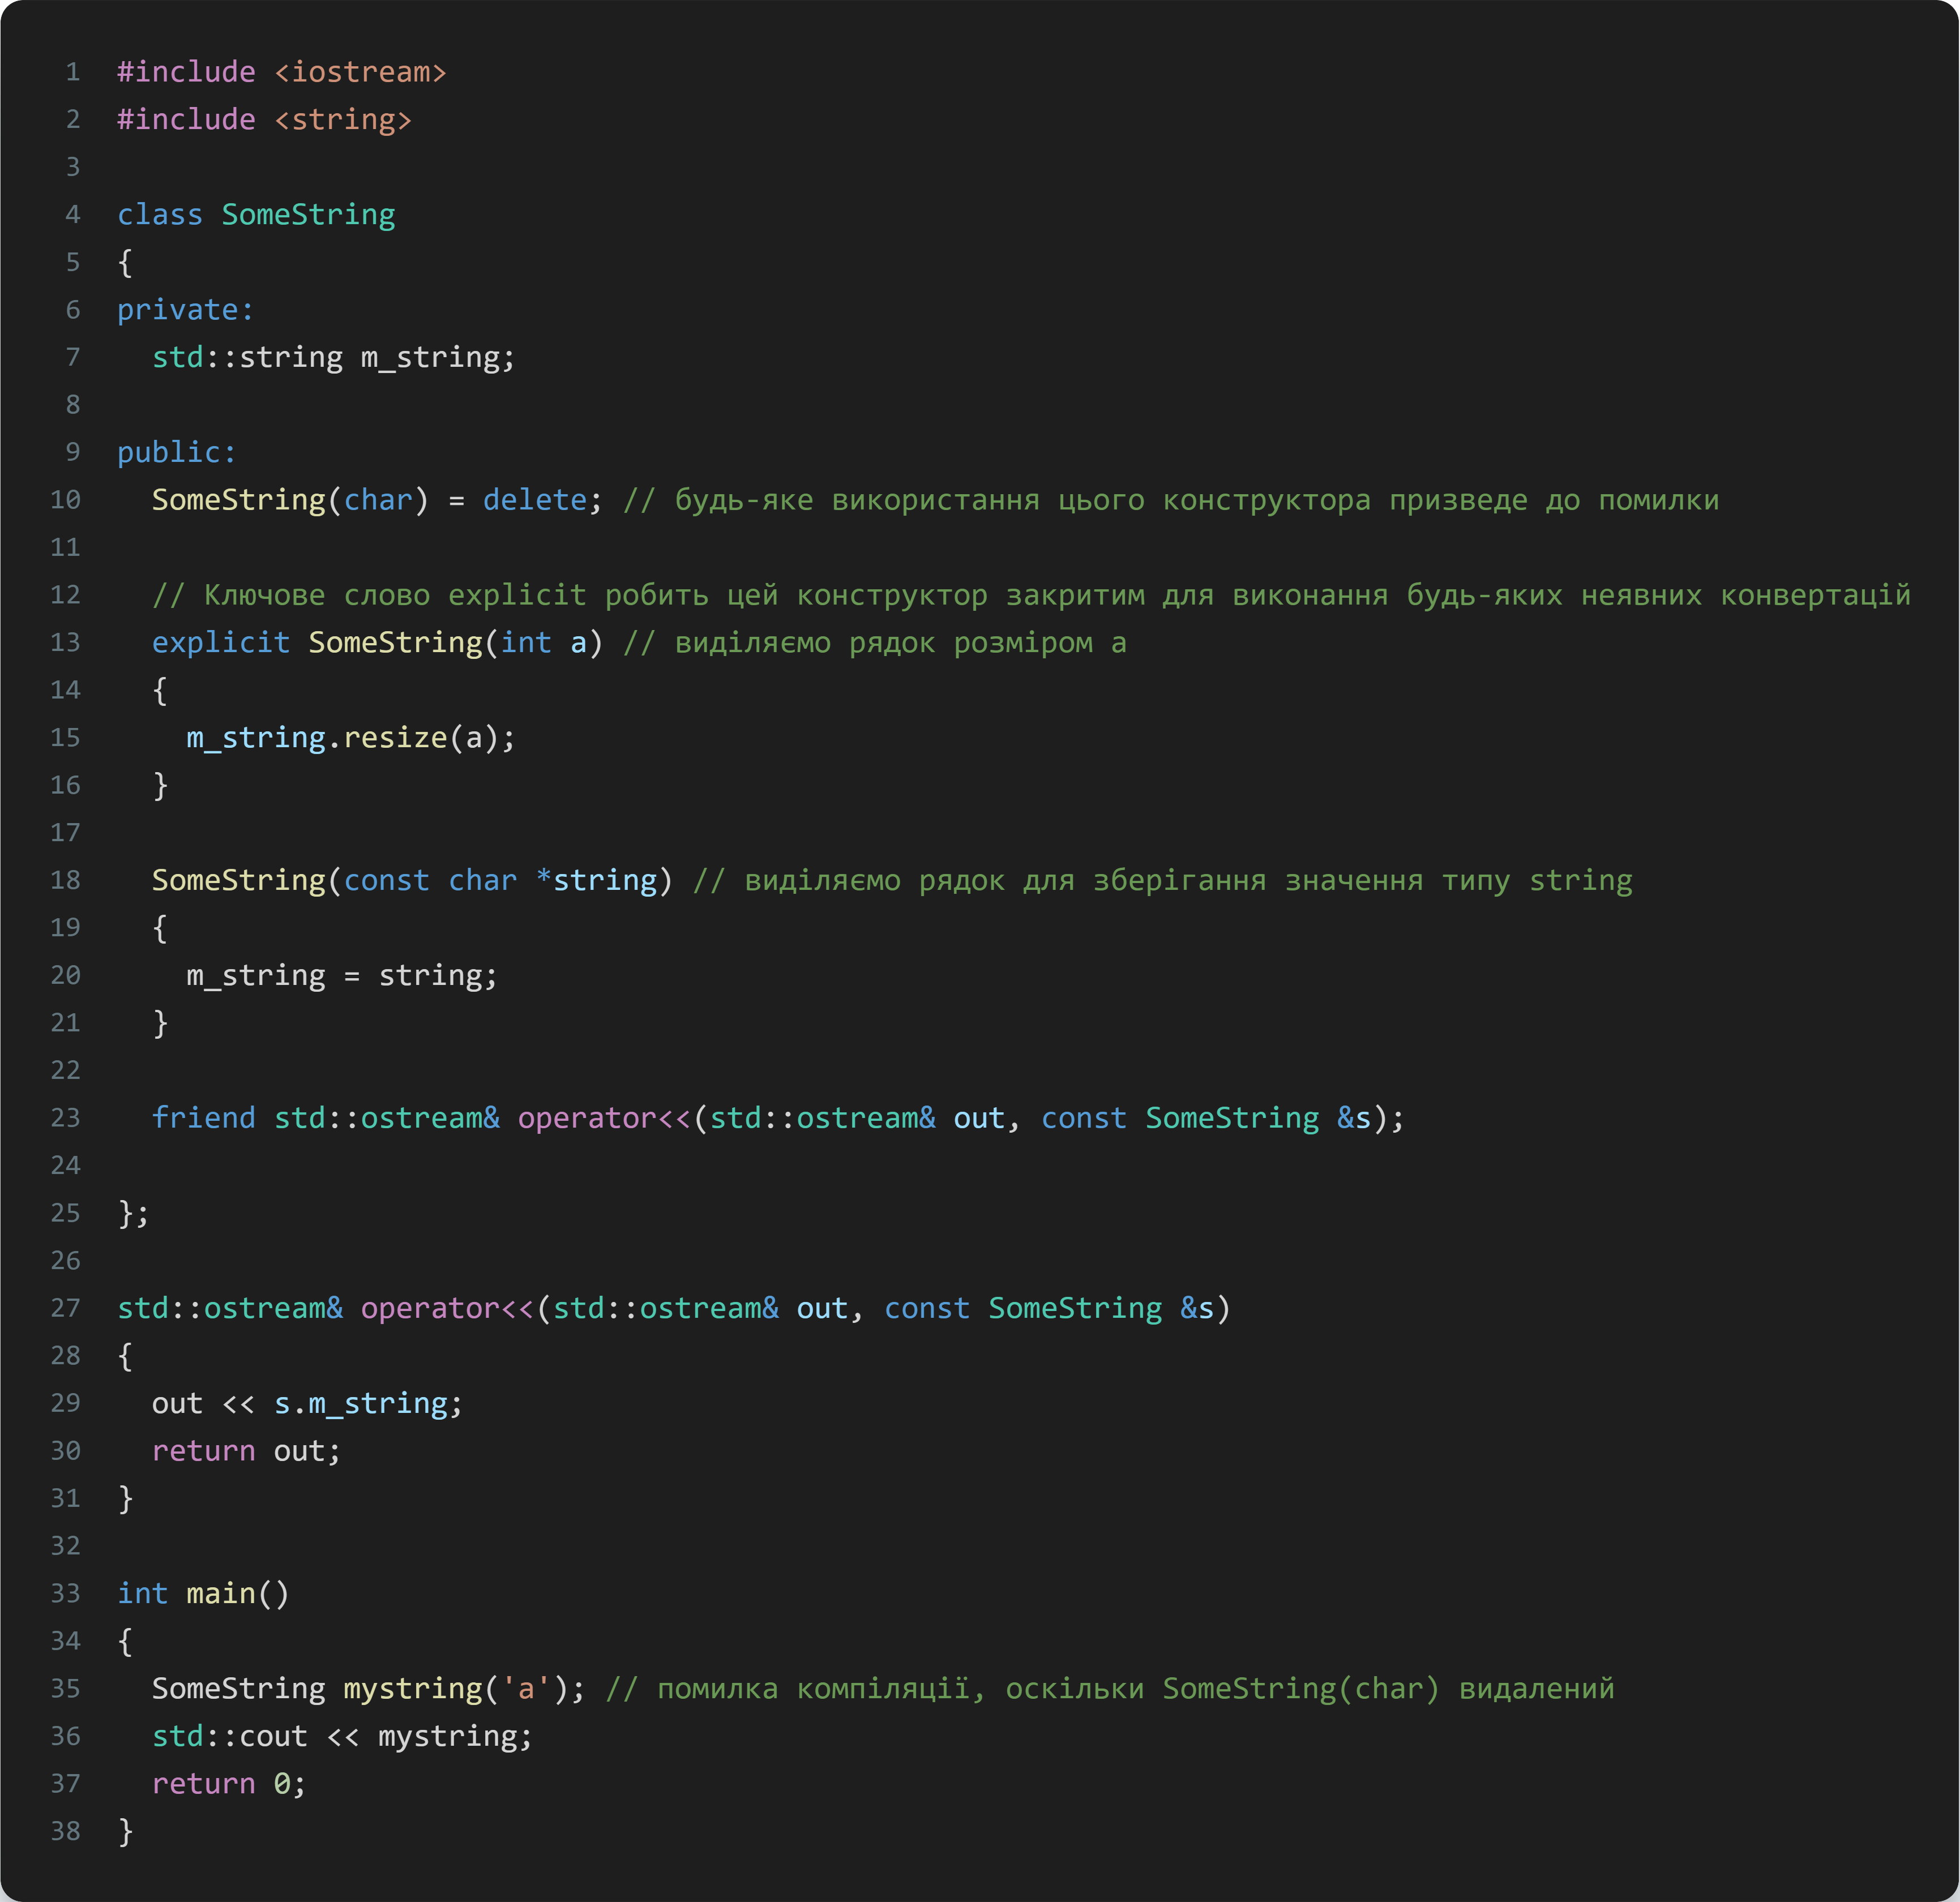 1 #include <iostream>
2 #include <string>
3
4 class SomeString
5 {
6 private:
7   std::string m_string;
8
9 public:
10   SomeString(char) = delete; // будь-яке використання цього конструктора призведе до помилки
11
12   // Ключове слово explicit робить цей конструктор закритим для виконання будь-яких неявних конвертацій
13   explicit SomeString(int a) // виділяємо рядок розміром a
14   {
15     m_string.resize(a);
16   }
17
18   SomeString(const char *string) // виділяємо рядок для зберігання значення типу string
19   {
20     m_string = string;
21   }
22
23   friend std::ostream& operator<<(std::ostream& out, const SomeString &s);
24
25 };
26
27 std::ostream& operator<<(std::ostream& out, const SomeString &s)
28 {
29   out << s.m_string;
30   return out;
31 }
32
33 int main()
34 {
35   SomeString mystring('a'); // помилка компіляції, оскільки SomeString(char) видалений
36   std::cout << mystring;
37   return 0;
38 }